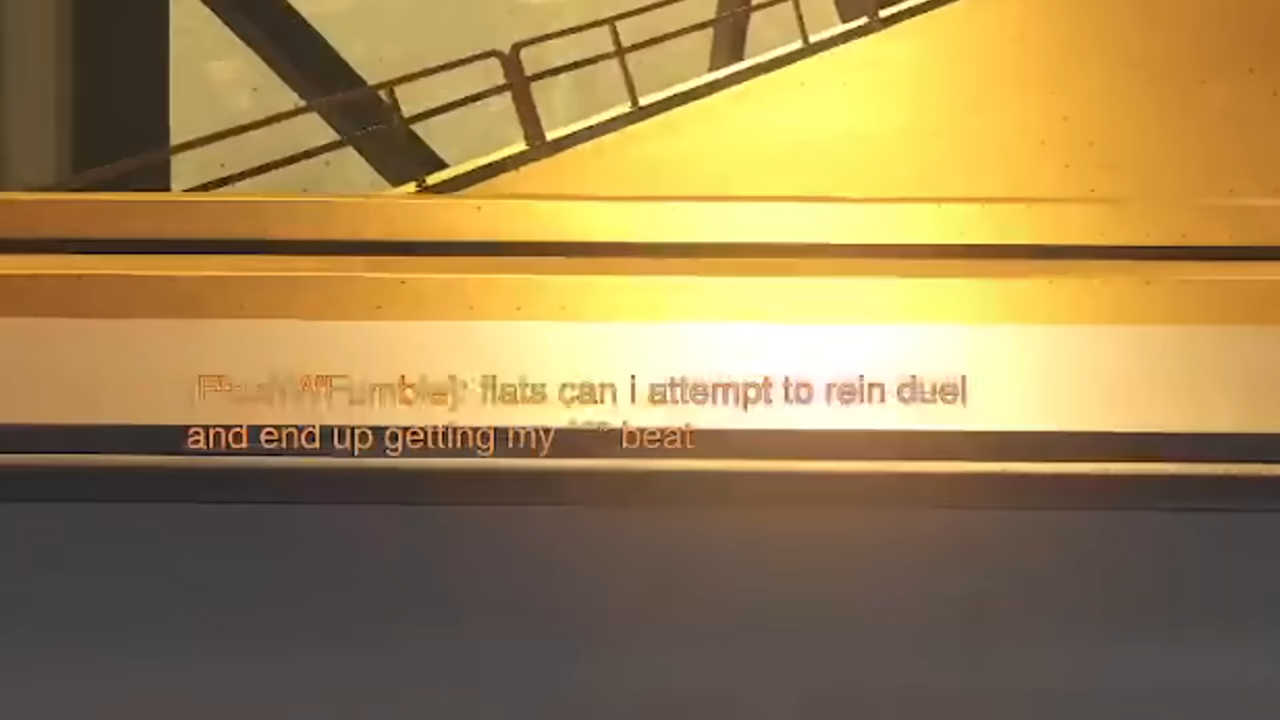 flats can i attempt to rein duel
and end up getting my beat